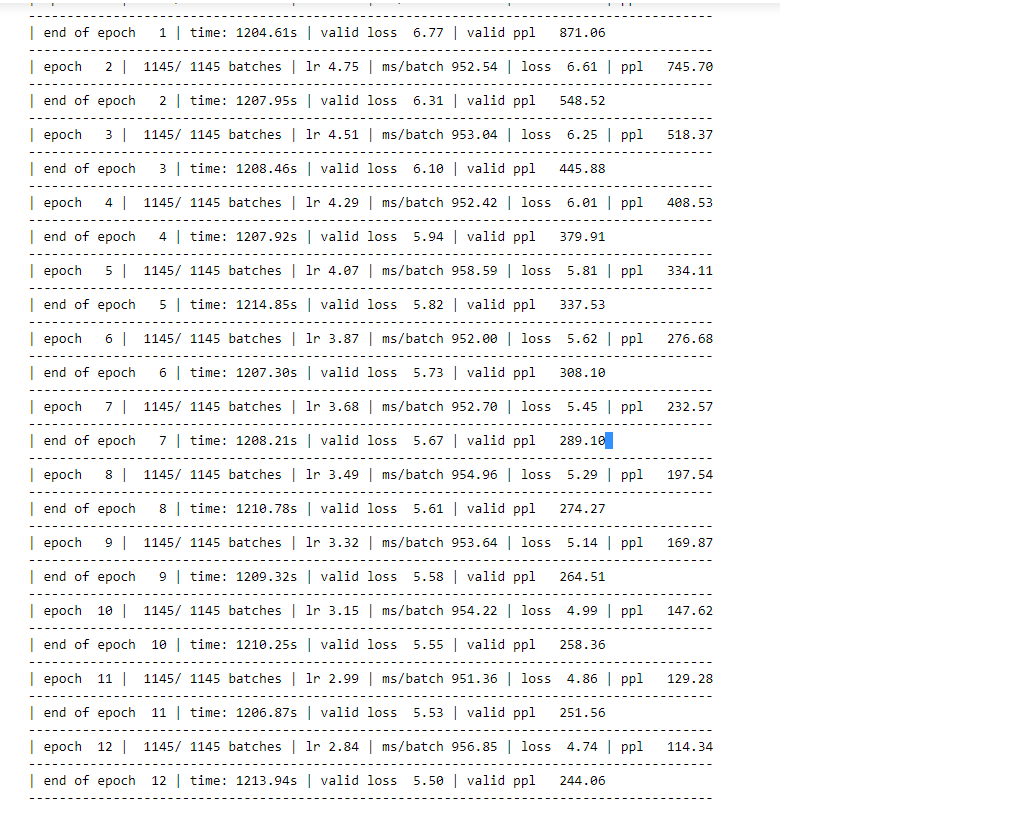 -----------------------------------------------------------------------------------------
| end of epoch   1 | time: 1204.61s | valid loss  6.77 | valid ppl   871.06
-----------------------------------------------------------------------------------------
| epoch   2 |  1145/ 1145 batches | lr 4.75 | ms/batch 952.54 | loss  6.61 | ppl   745.70
-----------------------------------------------------------------------------------------
| end of epoch   2 | time: 1207.95s | valid loss  6.31 | valid ppl   548.52
-----------------------------------------------------------------------------------------
| epoch   3 |  1145/ 1145 batches | lr 4.51 | ms/batch 953.04 | loss  6.25 | ppl   518.37
-----------------------------------------------------------------------------------------
| end of epoch   3 | time: 1208.46s | valid loss  6.10 | valid ppl   445.88
-----------------------------------------------------------------------------------------
| epoch   4 |  1145/ 1145 batches | lr 4.29 | ms/batch 952.42 | loss  6.01 | ppl   408.53
-----------------------------------------------------------------------------------------
| end of epoch   4 | time: 1207.92s | valid loss  5.94 | valid ppl   379.91
-----------------------------------------------------------------------------------------
| epoch   5 |  1145/ 1145 batches | lr 4.07 | ms/batch 958.59 | loss  5.81 | ppl   334.11
-----------------------------------------------------------------------------------------
| end of epoch   5 | time: 1214.85s | valid loss  5.82 | valid ppl   337.53
-----------------------------------------------------------------------------------------
| epoch   6 |  1145/ 1145 batches | lr 3.87 | ms/batch 952.00 | loss  5.62 | ppl   276.68
-----------------------------------------------------------------------------------------
| end of epoch   6 | time: 1207.30s | valid loss  5.73 | valid ppl   308.10
-----------------------------------------------------------------------------------------
| epoch   7 |  1145/ 1145 batches | lr 3.68 | ms/batch 952.70 | loss  5.45 | ppl   232.57
-----------------------------------------------------------------------------------------
| end of epoch   7 | time: 1208.21s | valid loss  5.67 | valid ppl   289.10
-----------------------------------------------------------------------------------------
| epoch   8 |  1145/ 1145 batches | lr 3.49 | ms/batch 954.96 | loss  5.29 | ppl   197.54
-----------------------------------------------------------------------------------------
| end of epoch   8 | time: 1210.78s | valid loss  5.61 | valid ppl   274.27
-----------------------------------------------------------------------------------------
| epoch   9 |  1145/ 1145 batches | lr 3.32 | ms/batch 953.64 | loss  5.14 | ppl   169.87
-----------------------------------------------------------------------------------------
| end of epoch   9 | time: 1209.32s | valid loss  5.58 | valid ppl   264.51
-----------------------------------------------------------------------------------------
| epoch  10 |  1145/ 1145 batches | lr 3.15 | ms/batch 954.22 | loss  4.99 | ppl   147.62
-----------------------------------------------------------------------------------------
| end of epoch  10 | time: 1210.25s | valid loss  5.55 | valid ppl   258.36
-----------------------------------------------------------------------------------------
| epoch  11 |  1145/ 1145 batches | lr 2.99 | ms/batch 951.36 | loss  4.86 | ppl   129.28
-----------------------------------------------------------------------------------------
| end of epoch  11 | time: 1206.87s | valid loss  5.53 | valid ppl   251.56
-----------------------------------------------------------------------------------------
| epoch  12 |  1145/ 1145 batches | lr 2.84 | ms/batch 956.85 | loss  4.74 | ppl   114.34
-----------------------------------------------------------------------------------------
| end of epoch  12 | time: 1213.94s | valid loss  5.50 | valid ppl   244.06
-----------------------------------------------------------------------------------------